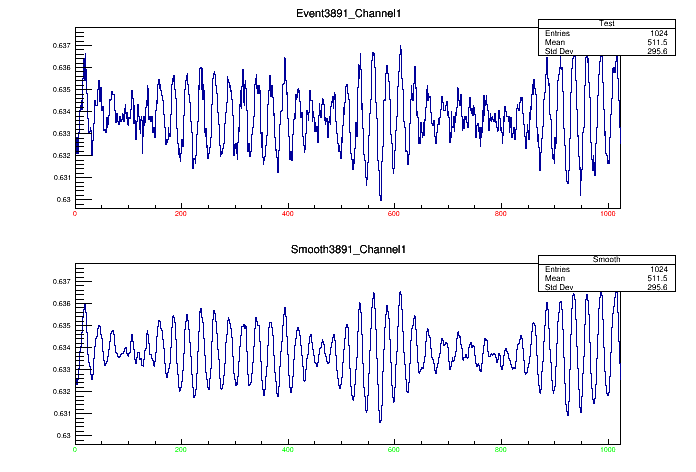 Event3891_Channel1
Test
Entries 1024
Mean 511.5
Std Dev 295.6
0.637
0.636
0.635
0.634
0.633
0.632
0.631
0.63
0 200 400 600 800 1000
Smooth3891_Channel1
Smooth
Entries 1024
Mean 511.5
Std Dev 295.6
0.637
0.636
0.635
0.634
0.633
0.632
0.631
0.63
0 200 400 600 800 1000